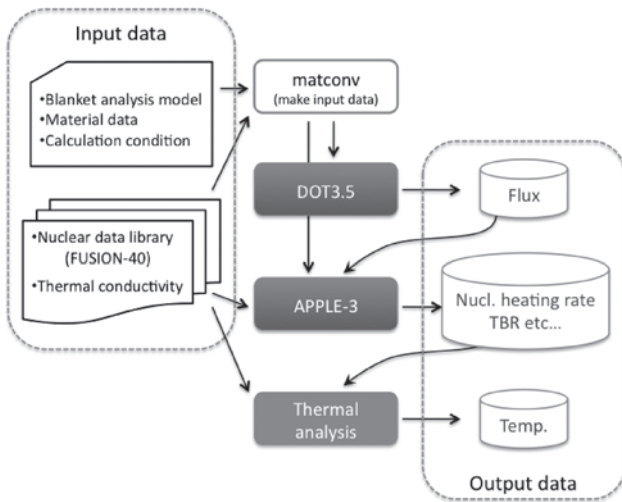 Input data
•Blanket analysis model
•Material data
•Calculation condition
•Nuclear data library
(FUSION-40)
•Thermal conductivity
matconv
(make input data)
DOT3.5
APPLE-3
Thermal
analysis
Flux
Nucl. heating rate
TBR etc...
Temp.
Output data